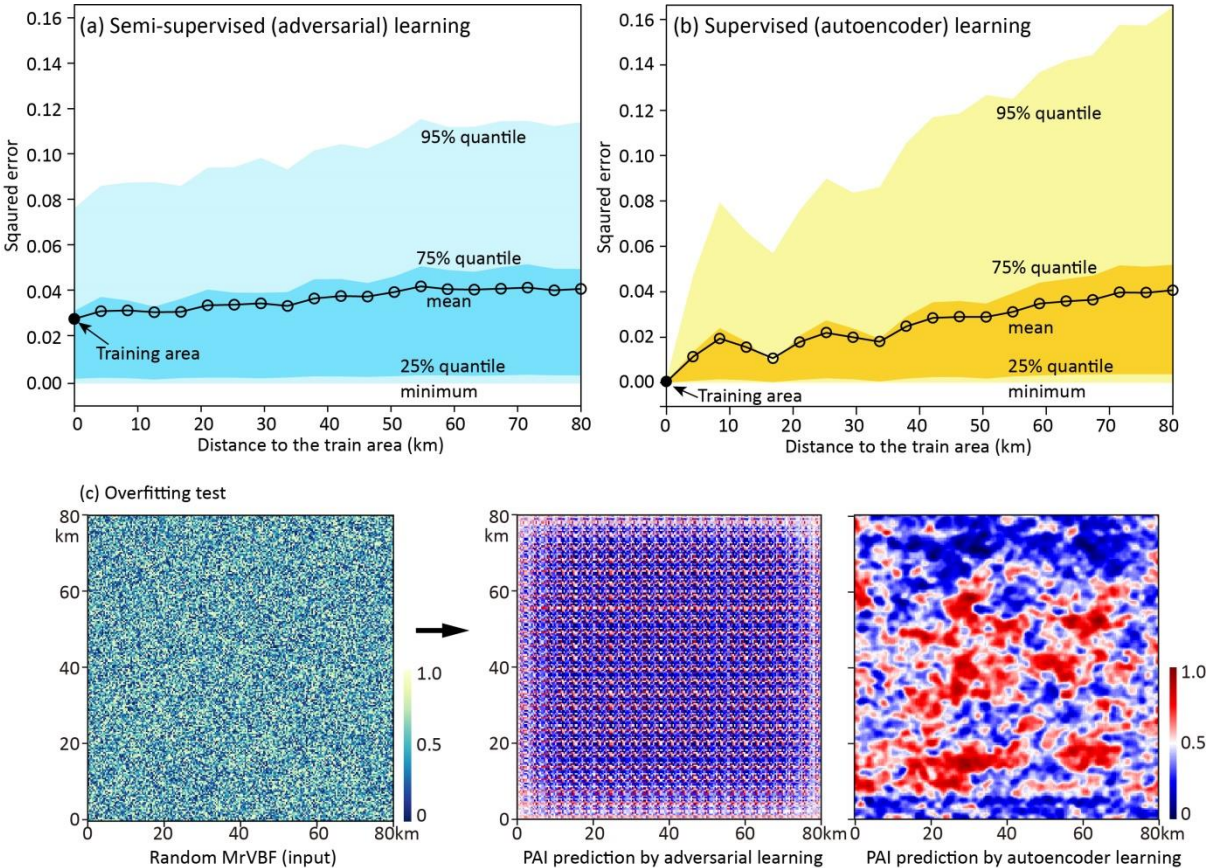 (a) Semi-supervised (adversarial) learning
0.16
0.14
0.12
0.10
0.08
0.06
0.04
0.02
0.00
Sqaured error
95% quantile
75% quantile
mean
Training area
25% quantile
minimum
0 10 20 30 40 50 60 70 80
Distance to the train area (km)
(b) Supervised (autoencoder) learning
0.16
0.14
0.12
0.10
0.08
0.06
0.04
0.02
0.00
95% quantile
75% quantile
mean
25% quantile
Training area
minimum
0 10 20 30 40 50 60 70 80
Distance to the train area (km)
(c) Overfitting test
80
km
60
40
20
0
0 20 40 60 80km
Random MrVBF (input)
1.0
0.5
0
80
km
60
40
20
0
0 20 40 60 80km
PAI prediction by adversarial learning
0 20 40 60 80km
PAI prediction by autoencoder learning
1.0
0.5
0